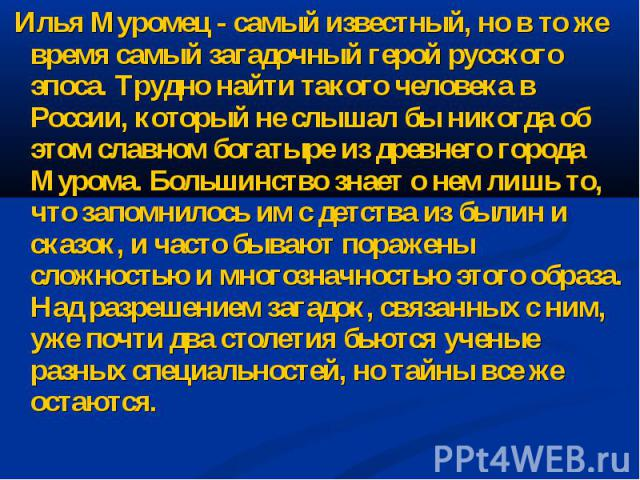 Илья Муромец - самый известный, но в то же
время самый загадочный герой русского
эпоса. Трудно найти такого человека в
России, который не слышал бы никогда об
этом славном богатыре из древнего города
Мурома. Большинство знает о нем лишь то,
что запомнилось им с детства из былин и
сказок, и часто бывают поражены
сложностью и многозначностью этого образа.
Над разрешением загадок, связанных с ним,
уже почти два столетия бьются ученые
разных специальностей, но тайны все же
остаются.
PPt4WEB.ru